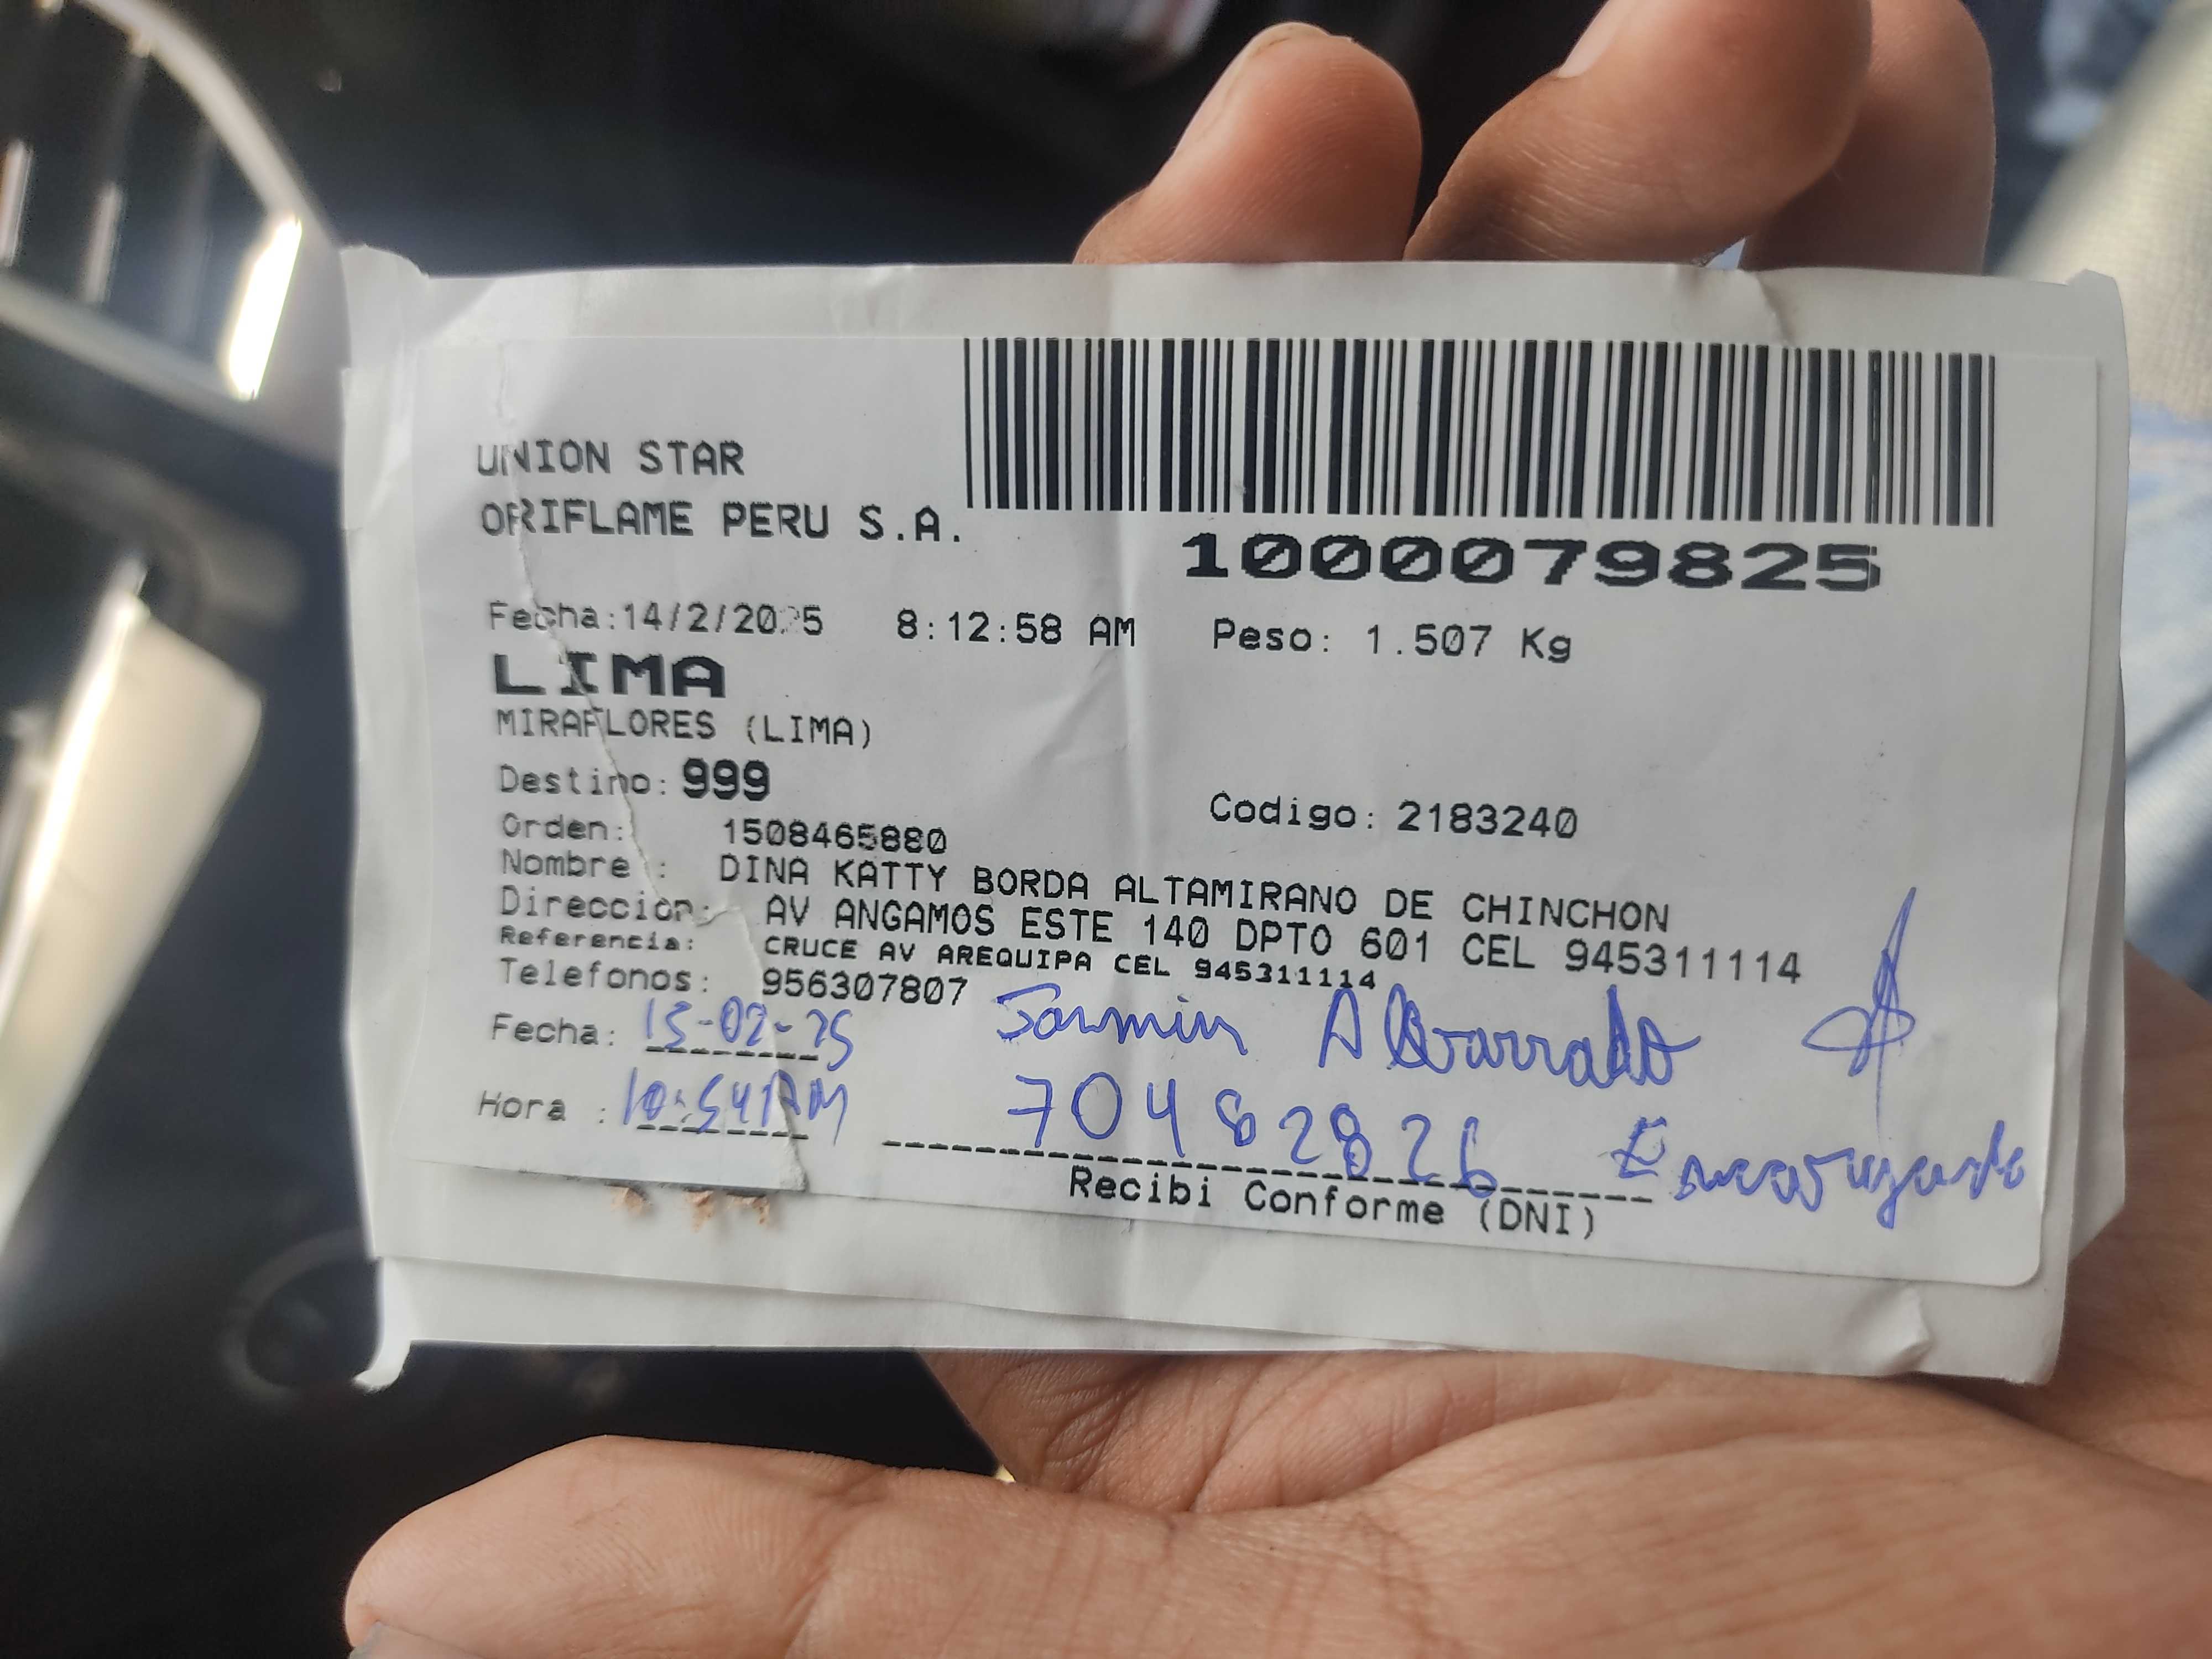 UNION STAR
ORIFLAME PERU S.A.
1000079825
Fecha:14/2/2025 8:12:58 AM Peso: 1.507 Kg
LIMA
MIRAFLORES (LIMA)
Destino: 999
Codigo: 2183240
Orden: 1508465880
Nombre : DINA KATTY BORDA ALTAMIRANO DE CHINCHON
Direccion: AV ANGAMOS ESTE 140 DPTO 601 CEL 945311114
Referencia: CRUCE AV AREQUIPA CEL 945311114
Telefonos: 956307807
Fecha: 15-02-25 Jasmin Albarrado
Hora : 10:54 AM 70482826 Encargado
Recibi Conforme (DNI)